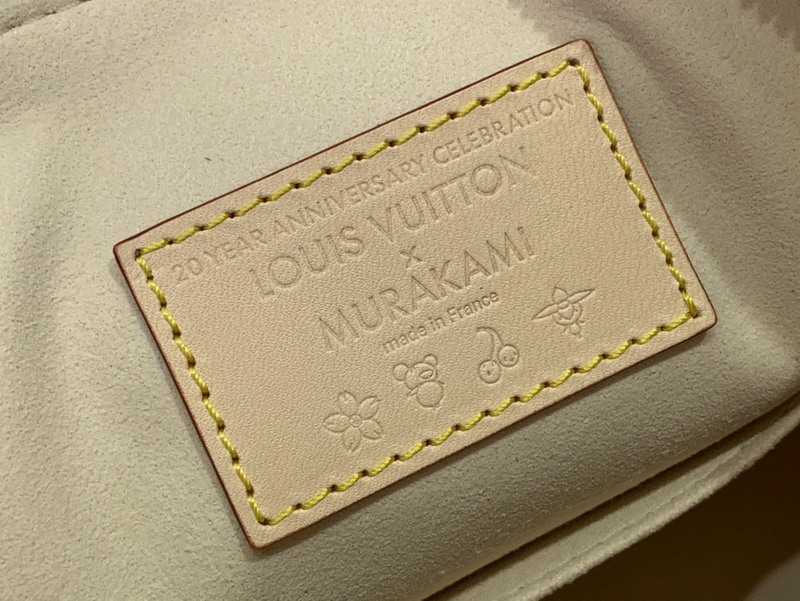 20 YEAR ANNIVERSARY CELEBRATION
LOUIS VUITTON
x
MURAKAMi
made in France